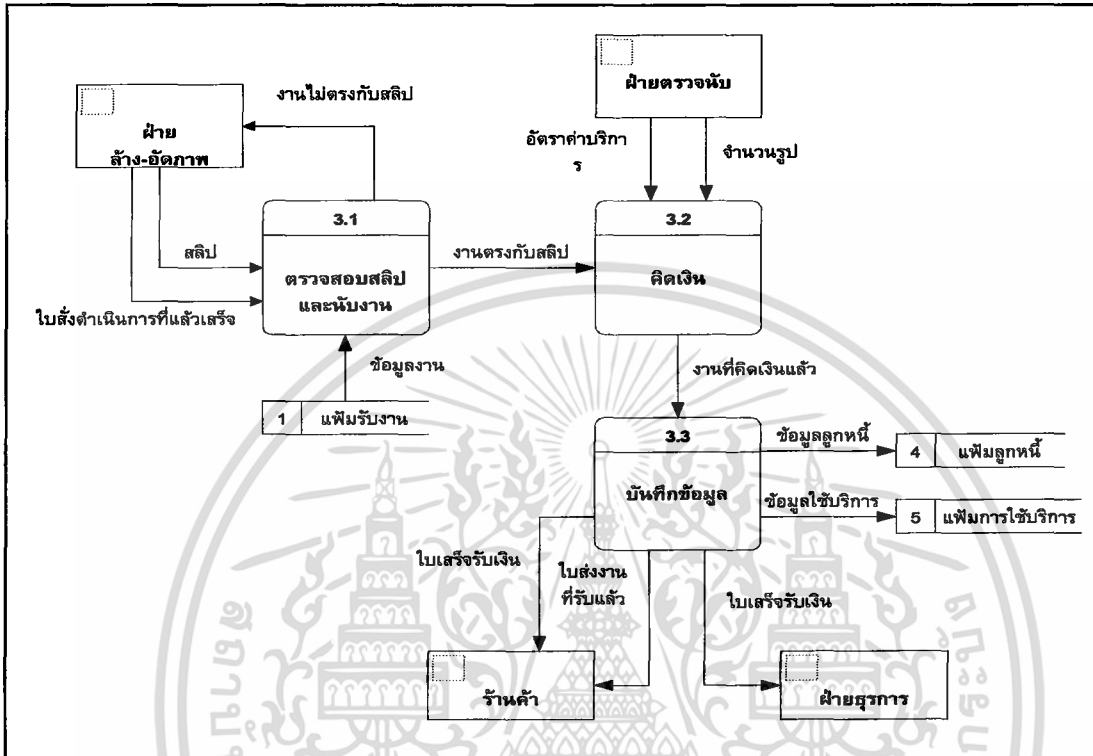 ฝ่ายตรวจนับ
งานไม่ตรงกับสลิป
ฝ่าย
ล้าง-อัดภาพ
อัตราค่าบริกา
ร
จำนวนรูป
3.1
3.2
สลิป
งานตรงกับสลิป
ตรวจสอบสลิป
และนับงาน
คิดเงิน
ใบสั่งดำเนินการที่แล้วเสร็จ
ข้อมูลงาน
งานที่คิดเงินแล้ว
1 แฟ้มรับงาน
3.3
ข้อมูลลูกหนี้
4 แฟ้มลูกหนี้
บันทึกข้อมูล
ข้อมูลใช้บริการ
5 แฟ้มการใช้บริการ
ใบเสร็จรับเงิน
ใบส่งงาน
ที่รับแล้ว
ใบเสร็จรับเงิน
ร้านค้า
ฝ่ายธุรการ